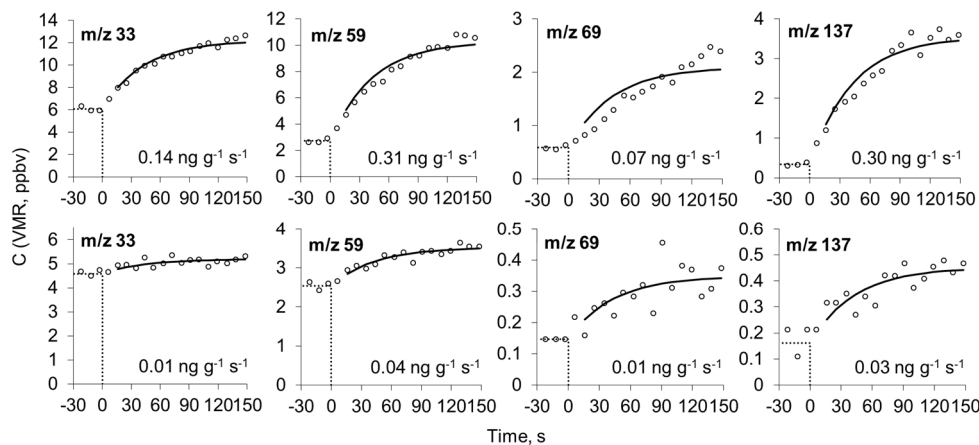 C (VMR, ppbv)
m/z 33
14
12
10
8
6
4
2
0
0.14 ng g⁻¹ s⁻¹
-30 0 30 60 90 120150
m/z 59
12
10
8
6
4
2
0
0.31 ng g⁻¹ s⁻¹
-30 0 30 60 90 120150
m/z 69
3
2
1
0
0.07 ng g⁻¹ s⁻¹
-30 0 30 60 90 120150
m/z 137
4
3
2
1
0
0.30 ng g⁻¹ s⁻¹
-30 0 30 60 90 120150
m/z 33
6
5
4
3
2
1
0
0.01 ng g⁻¹ s⁻¹
-30 0 30 60 90 120150
m/z 59
4
3
2
1
0
0.04 ng g⁻¹ s⁻¹
-30 0 30 60 90 120150
m/z 69
0.5
0.4
0.3
0.2
0.1
0
0.01 ng g⁻¹ s⁻¹
-30 0 30 60 90 120150
m/z 137
0.6
0.5
0.4
0.3
0.2
0.1
0
0.03 ng g⁻¹ s⁻¹
-30 0 30 60 90 120150
Time, s